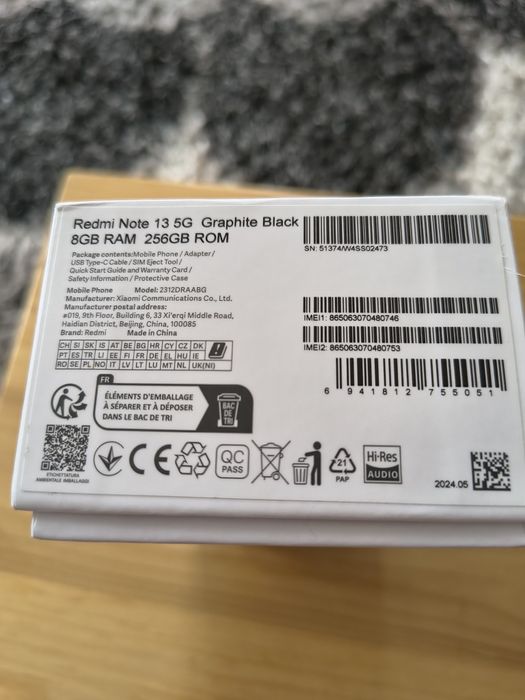 Redmi Note 13 5G Graphite Black
8GB RAM 256GB ROM
Package contents:Mobile Phone / Adapter /
USB Type-C Cable / SIM Eject Tool /
Quick Start Guide and Warranty Card /
Safety Information / Protective Case
Mobile Phone Model: 2312DRAABG
Manufacturer: Xiaomi Communications Co., Ltd.
Manufacturer postal address:
#019, 9th Floor, Building 6, 33 Xi'erqi Middle Road,
Haidian District, Beijing, China, 100085
Brand: Redmi Made in China
SN: 51374/W4SS02473
IMEI1: 865063070480746
IMEI2: 865063070480753
6 941812 755051
CH SI SK IS AT BE BG HR CY CZ DK
PT ES TR LI EE FI FR DE EL HU IE
RO SE PL NO IT LV LT LU MT NL UK(NI)
FR
ÉLÉMENTS D'EMBALLAGE
À SÉPARER ET À DÉPOSER
DANS LE BAC DE TRI
BAC
DE
TRI
ETICHETTATURA
AMBIENTALE IMBALLAGGI
CE
QC
PASS
21
PAP
Hi-Res
AUDIO
2024.05